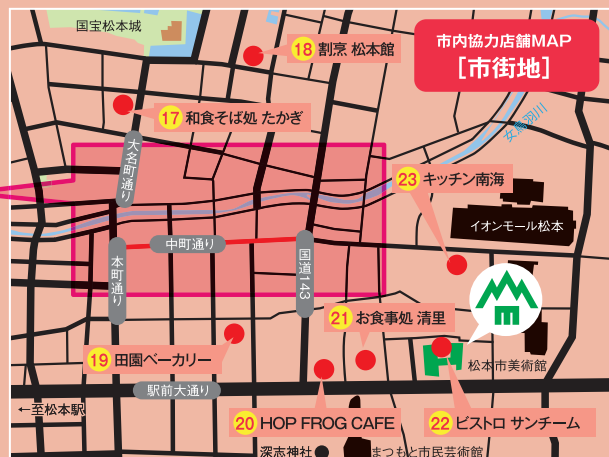 国宝松本城
市内協力店舗MAP
[市街地]
18 割烹 松本館
17 和食そば処 たかぎ
女鳥羽川
大名町通り
23 キッチン南海
イオンモール松本
中町通り
本町通り
国道143
21 お食事処 清里
19 田園ベーカリー
松本市美術館
駅前大通り
←至松本駅
20 HOP FROG CAFE
22 ビストロ サンチーム
深志神社
まつもと市民芸術館